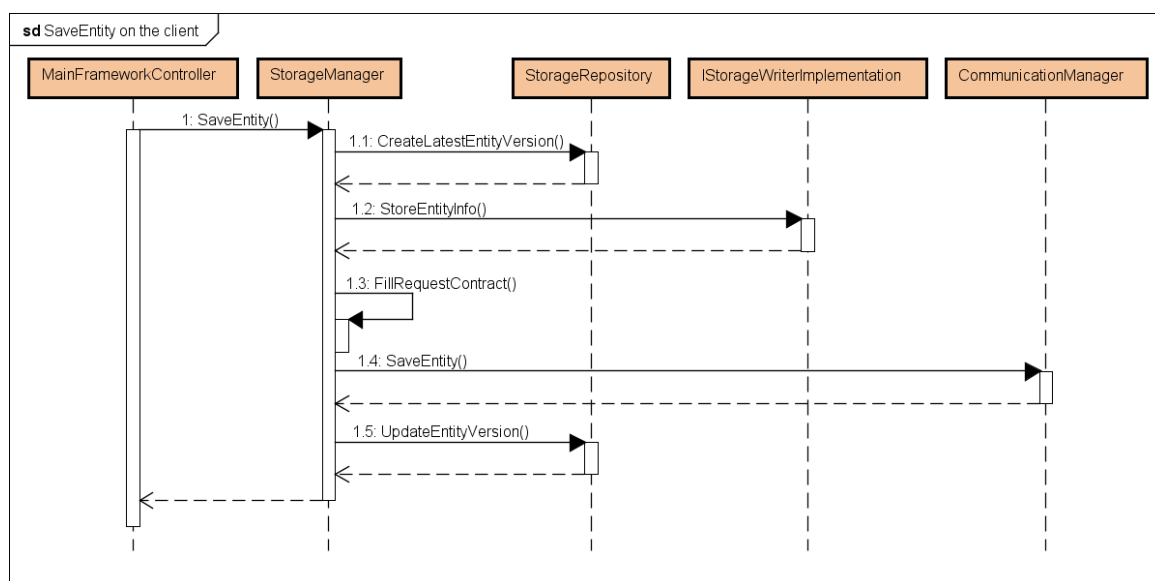 sd SaveEntity on the client
MainFrameworkController
StorageManager
StorageRepository
IStorageWriterImplementation
CommunicationManager
1: SaveEntity()
1.1: CreateLatestEntityVersion()
1.2: StoreEntityInfo()
1.3: FillRequestContract()
1.4: SaveEntity()
1.5: UpdateEntityVersion()